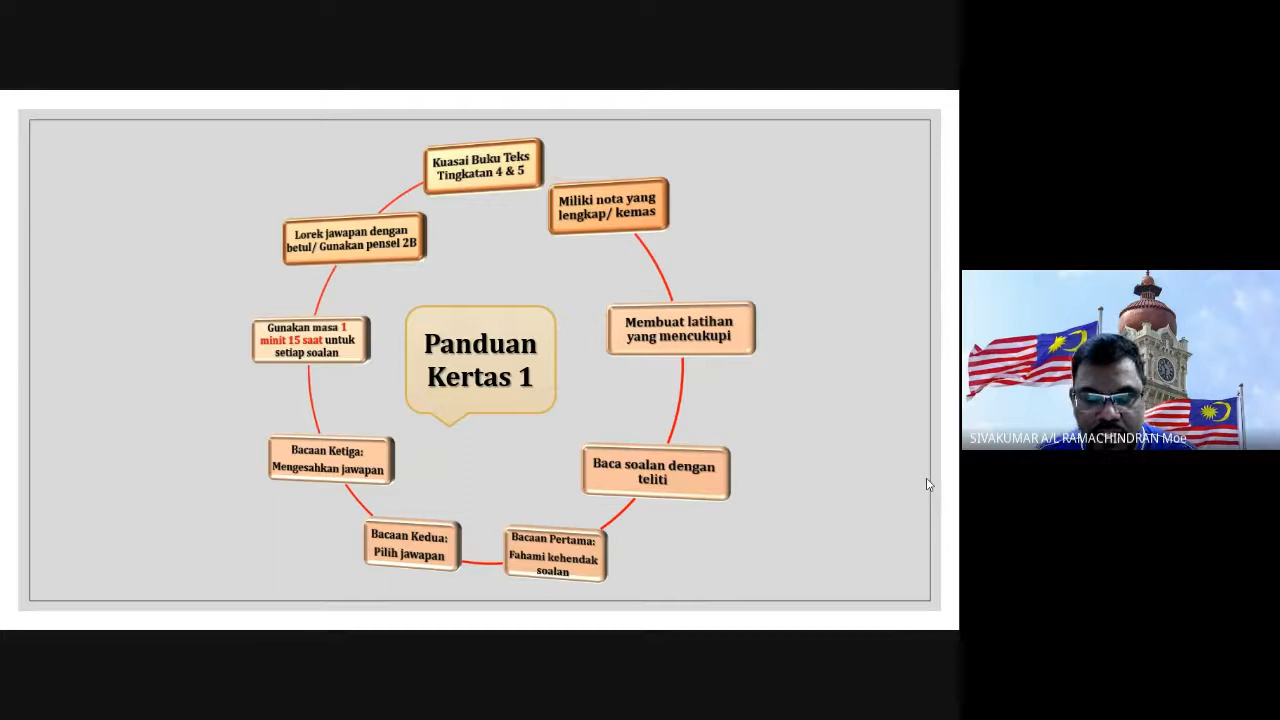 Kuasai Buku Teks
Tingkatan 4 & 5
Miliki nota yang
lengkap/ kemas
Membuat latihan
yang mencukupi
Baca soalan dengan
teliti
Bacaan Pertama:
Fahami kehendak
soalan
Bacaan Kedua:
Pilih jawapan
Bacaan Ketiga:
Mengesahkan jawapan
Gunakan masa 1
minit 15 saat untuk
setiap soalan
Lorek jawapan dengan
betul/ Gunakan pensel 2B
Panduan
Kertas 1
SIVAKUMAR A/L RAMACHINDRAN Moe